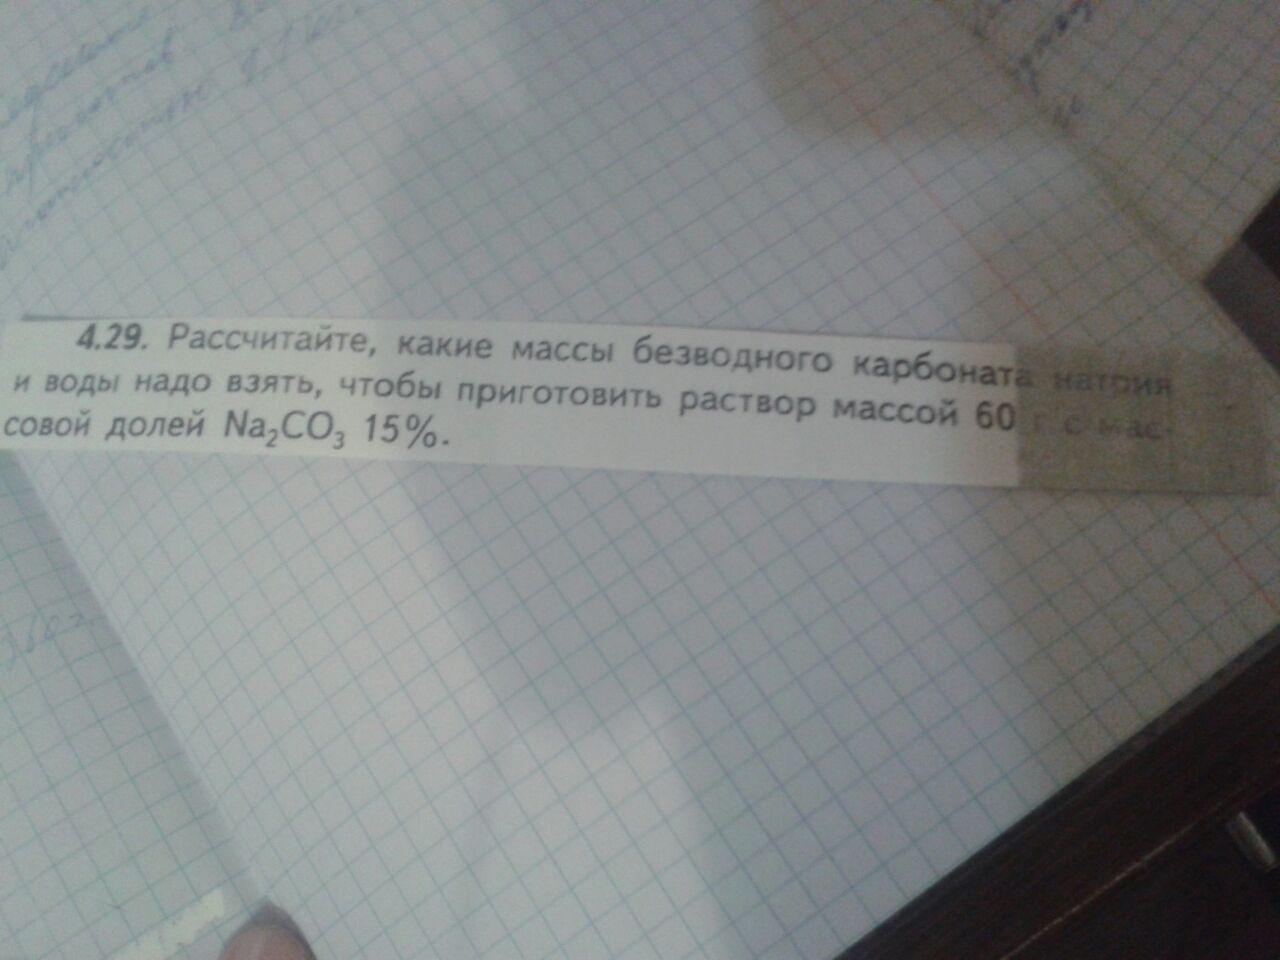 4.29. Рассчитайте, какие массы безводного карбоната натрия
и воды надо взять, чтобы приготовить раствор массой 60 г с мас-
совой долей Na₂CO₃ 15%.